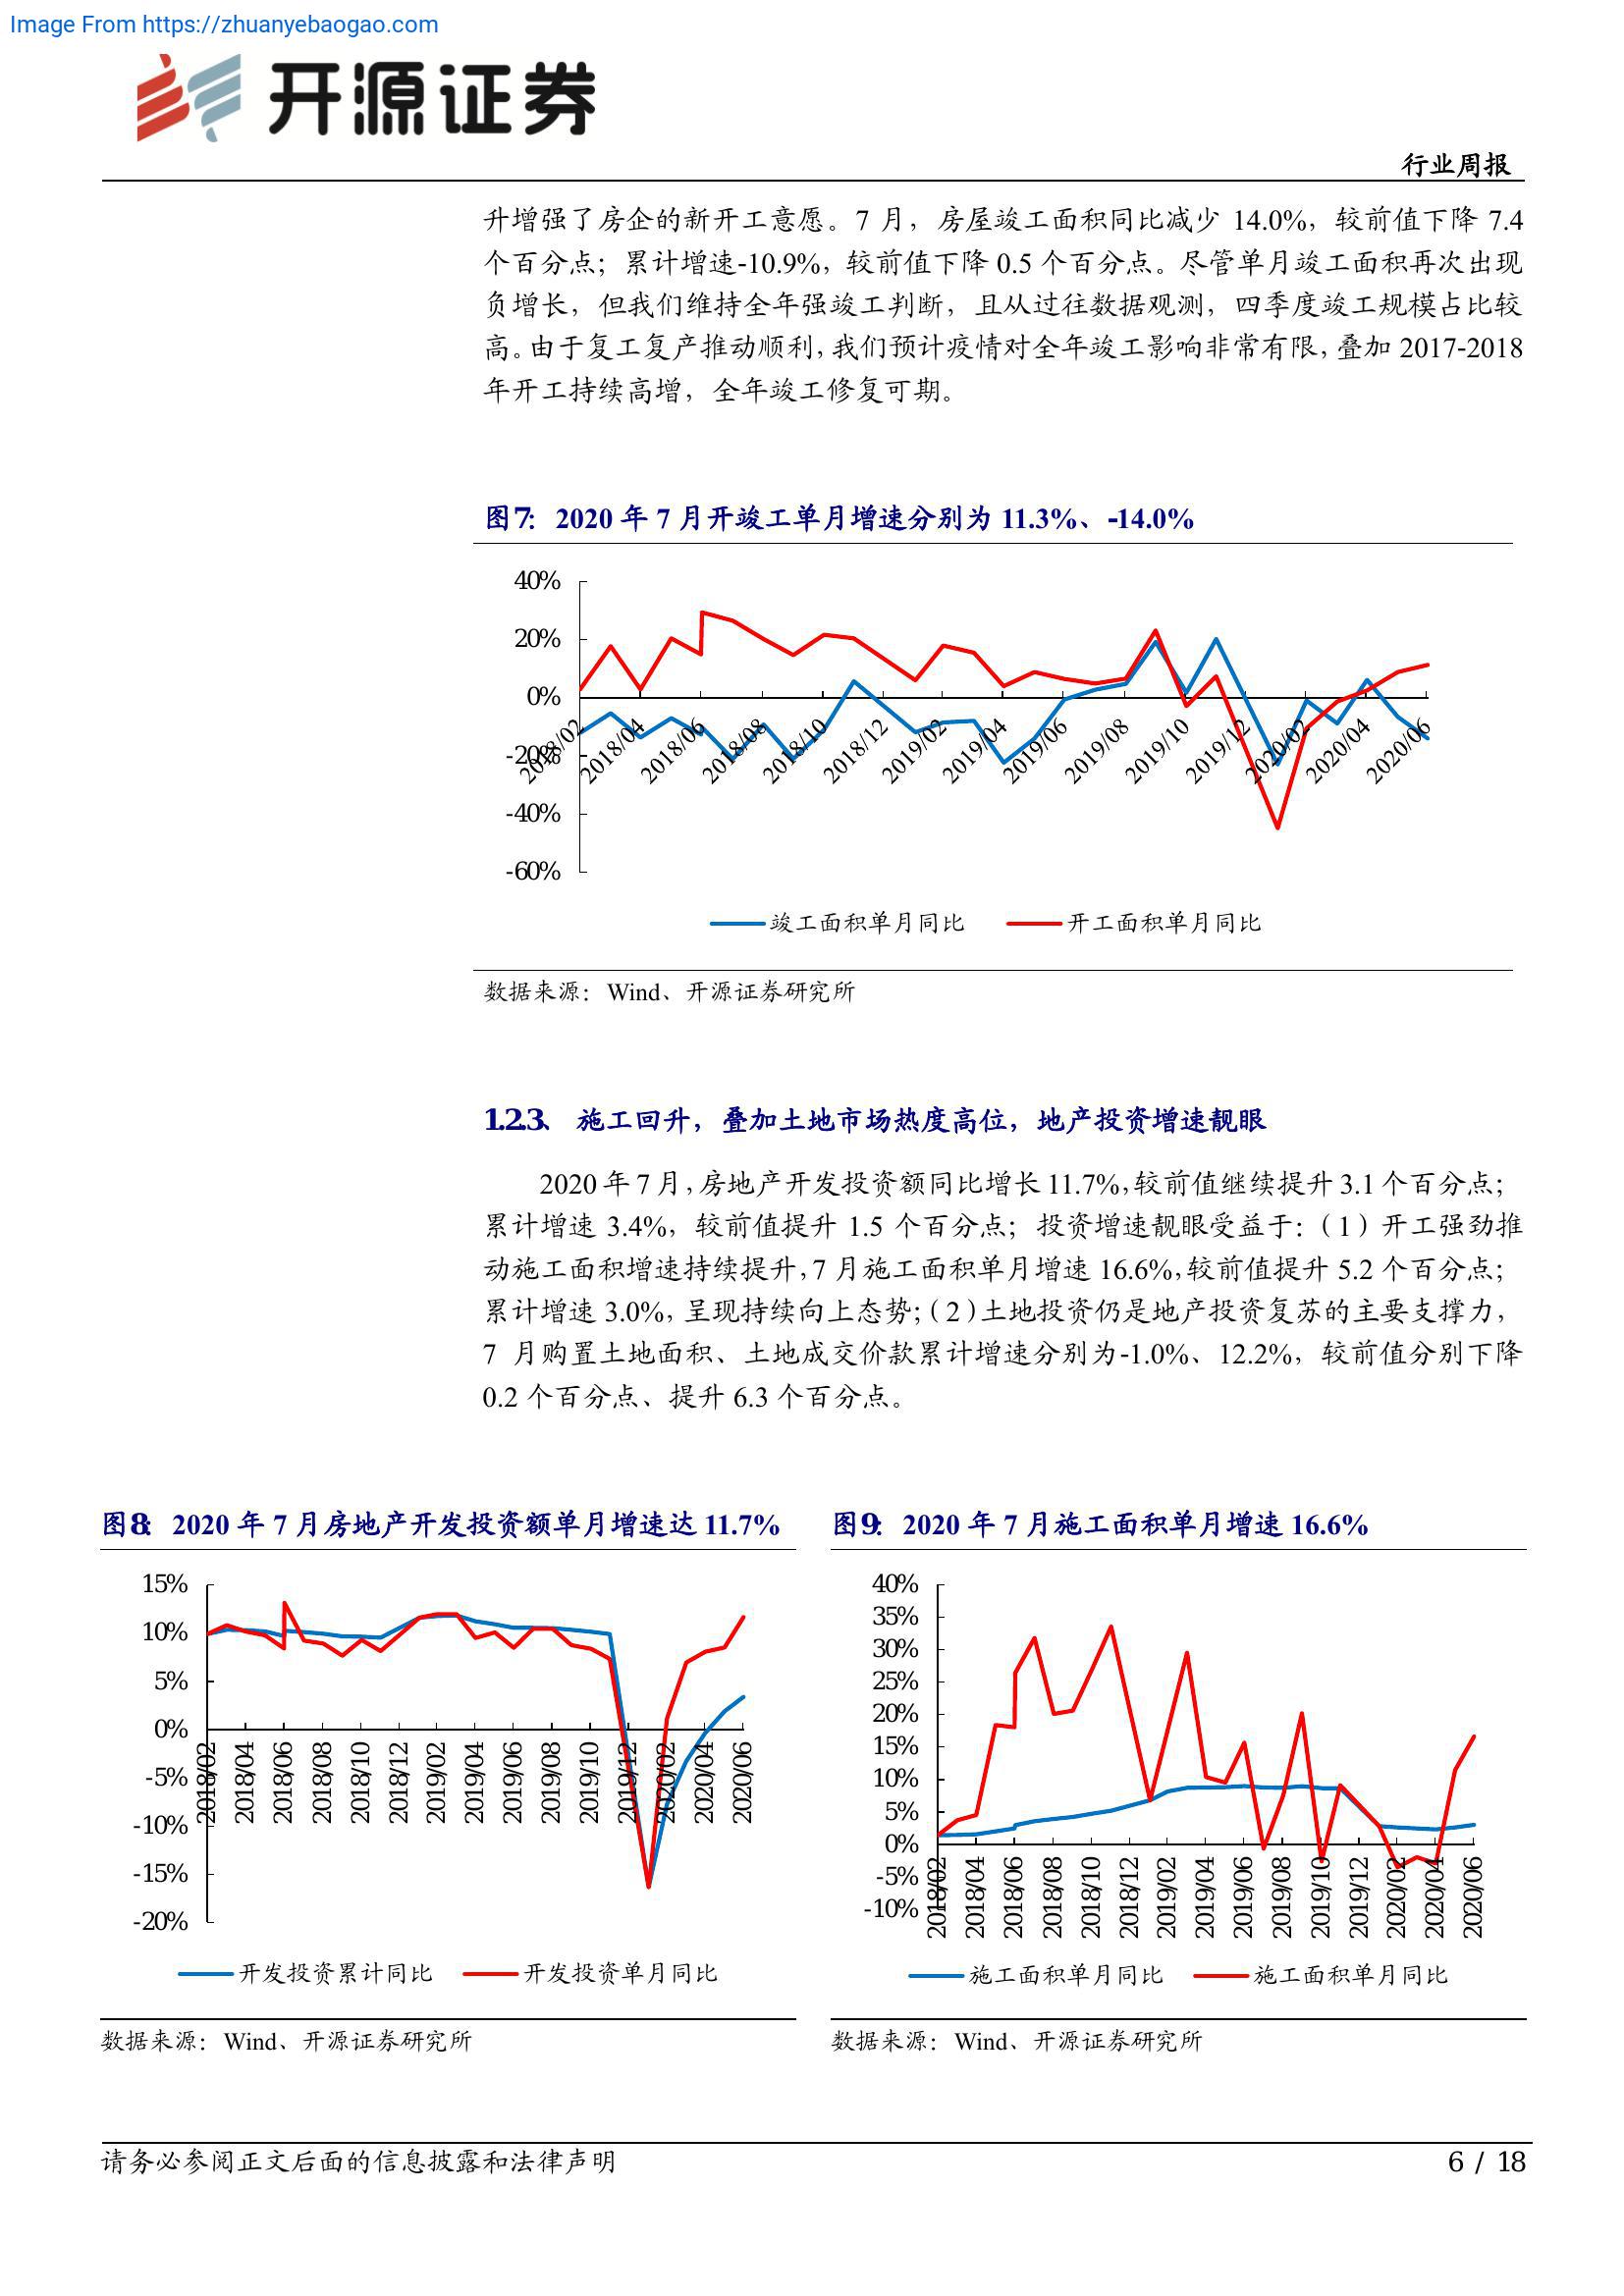 Image From https://zhuanyebaogao.com
开源证券
行业周报
升增强了房企的新开工意愿。7 月，房屋竣工面积同比减少 14.0%，较前值下降 7.4
个百分点；累计增速-10.9%，较前值下降 0.5 个百分点。尽管单月竣工面积再次出现
负增长，但我们维持全年强竣工判断，且从过往数据观测，四季度竣工规模占比较
高。由于复工复产推动顺利，我们预计疫情对全年竣工影响非常有限，叠加 2017-2018
年开工持续高增，全年竣工修复可期。
图7： 2020 年 7 月开竣工单月增速分别为 11.3%、-14.0%
40%
20%
0%
-20%
-40%
-60%
2018/02 2018/04 2018/06 2018/08 2018/10 2018/12 2019/02 2019/04 2019/06 2019/08 2019/10 2019/12 2020/02 2020/04 2020/06
竣工面积单月同比 开工面积单月同比
数据来源：Wind、开源证券研究所
1.2.3、 施工回升，叠加土地市场热度高位，地产投资增速靓眼
2020 年 7 月，房地产开发投资额同比增长 11.7%，较前值继续提升 3.1 个百分点；
累计增速 3.4%，较前值提升 1.5 个百分点；投资增速靓眼受益于：（1）开工强劲推
动施工面积增速持续提升，7 月施工面积单月增速 16.6%，较前值提升 5.2 个百分点；
累计增速 3.0%，呈现持续向上态势；（2）土地投资仍是地产投资复苏的主要支撑力，
7 月购置土地面积、土地成交价款累计增速分别为-1.0%、12.2%，较前值分别下降
0.2 个百分点、提升 6.3 个百分点。
图8： 2020 年 7 月房地产开发投资额单月增速达 11.7%
15%
10%
5%
0%
-5%
-10%
-15%
-20%
2018/02 2018/04 2018/06 2018/08 2018/10 2018/12 2019/02 2019/04 2019/06 2019/08 2019/10 2019/12 2020/02 2020/04 2020/06
开发投资累计同比 开发投资单月同比
数据来源：Wind、开源证券研究所
图9： 2020 年 7 月施工面积单月增速 16.6%
40%
35%
30%
25%
20%
15%
10%
5%
0%
-5%
-10%
2018/02 2018/04 2018/06 2018/08 2018/10 2018/12 2019/02 2019/04 2019/06 2019/08 2019/10 2019/12 2020/02 2020/04 2020/06
施工面积单月同比 施工面积单月同比
数据来源：Wind、开源证券研究所
请务必参阅正文后面的信息披露和法律声明
6 / 18